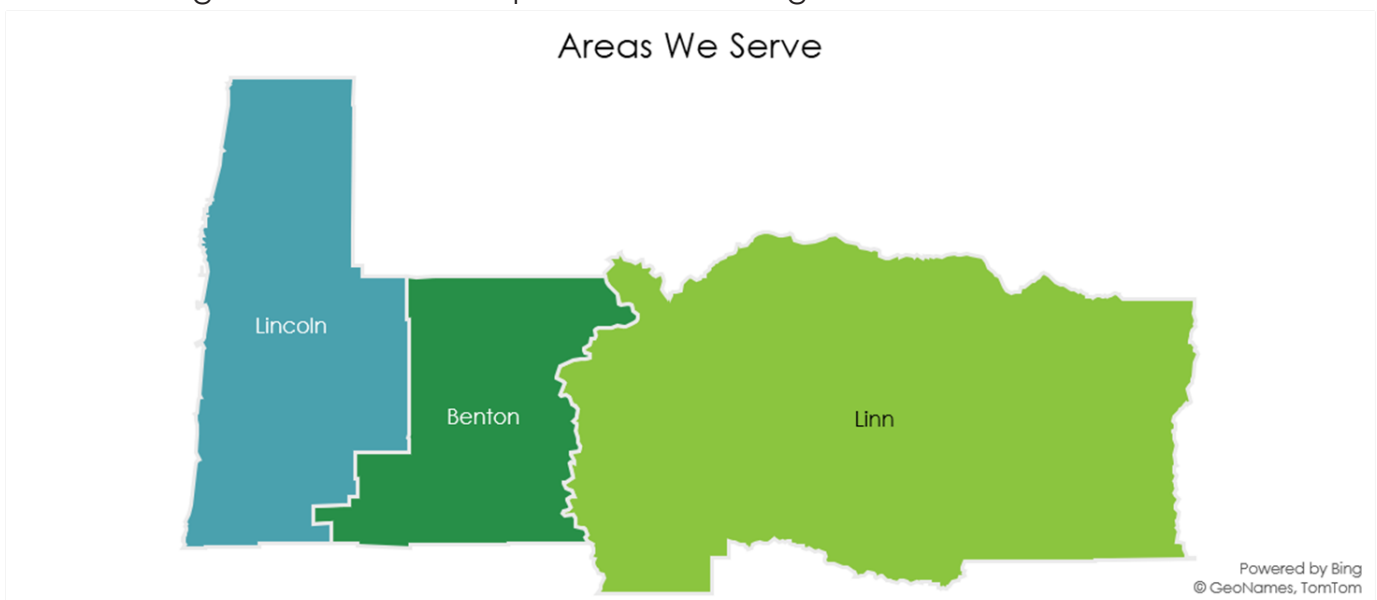 Areas We Serve
Lincoln
Benton
Linn
Powered by Bing
© GeoNames, TomTom